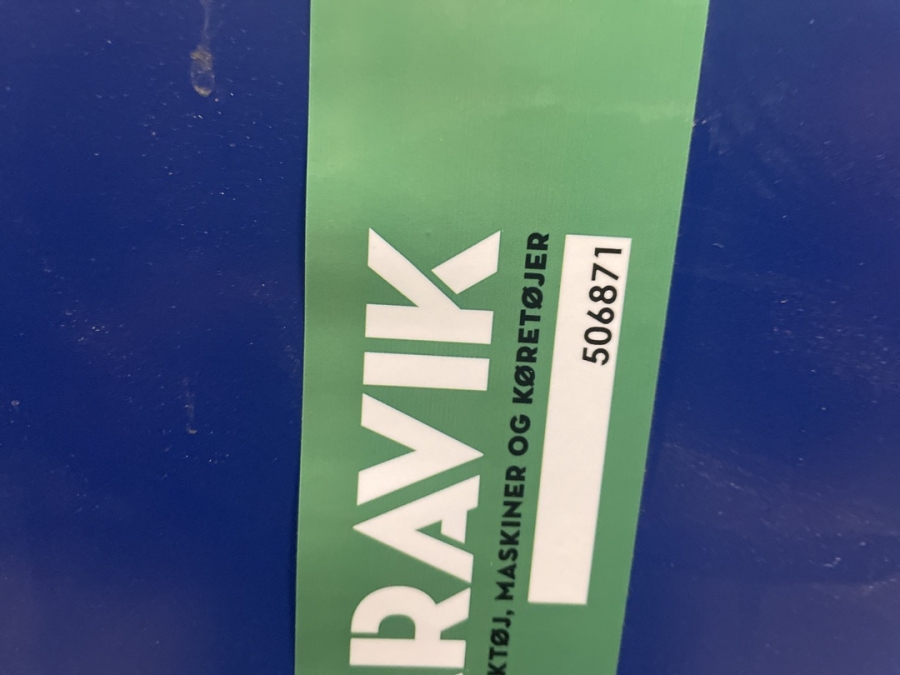 RAVIK
KTØJ, MASKINER OG KØRETØJER
506871